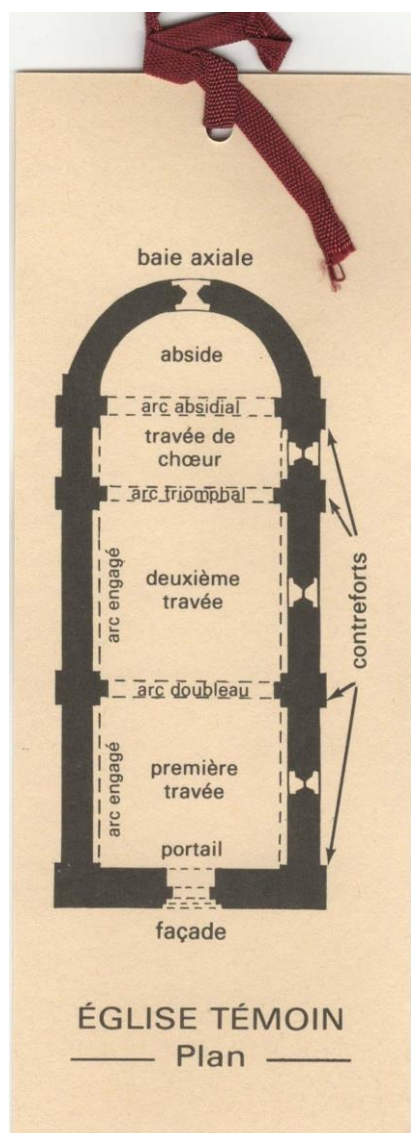 baie axiale
abside
arc absidial
travée de
chœur
arc triomphal
arc engagé
deuxième
travée
contreforts
arc doubleau
arc engagé
première
travée
portail
façade
ÉGLISE TÉMOIN
Plan